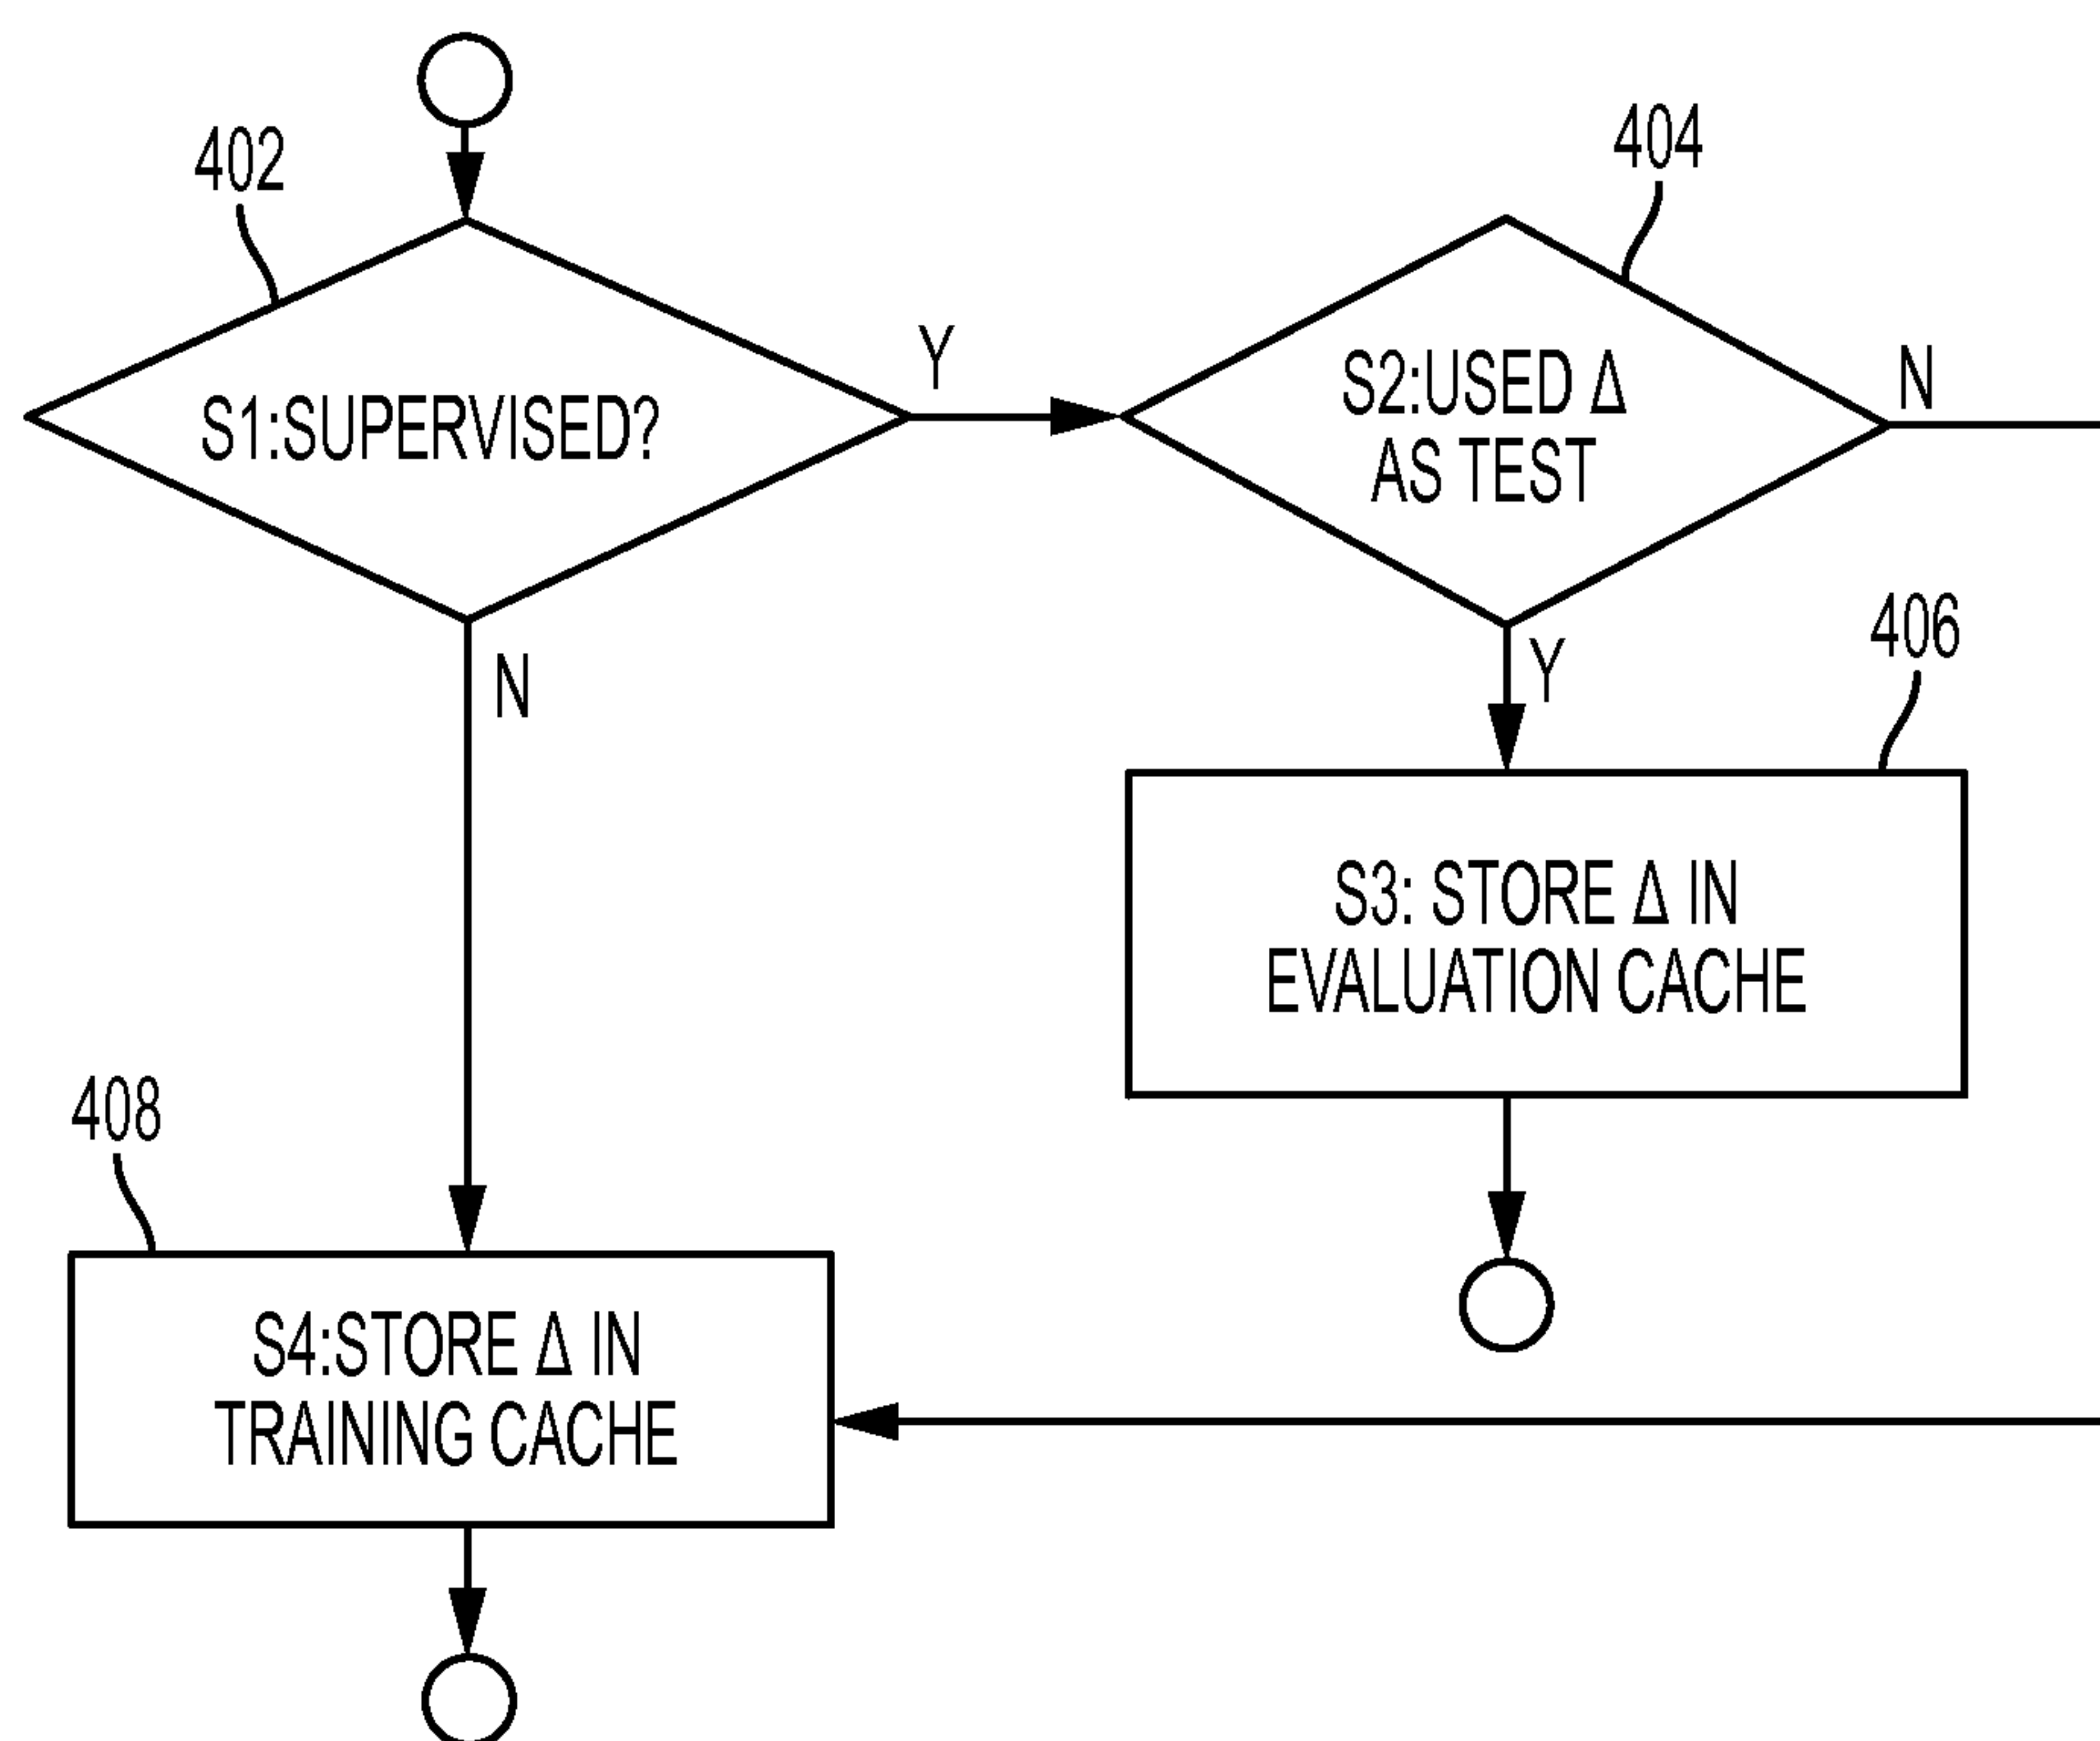 402
404
S1:SUPERVISED?
Y
S2:USED Δ
AS TEST
N
N
Y
406
S3: STORE Δ IN
EVALUATION CACHE
408
S4:STORE Δ IN
TRAINING CACHE